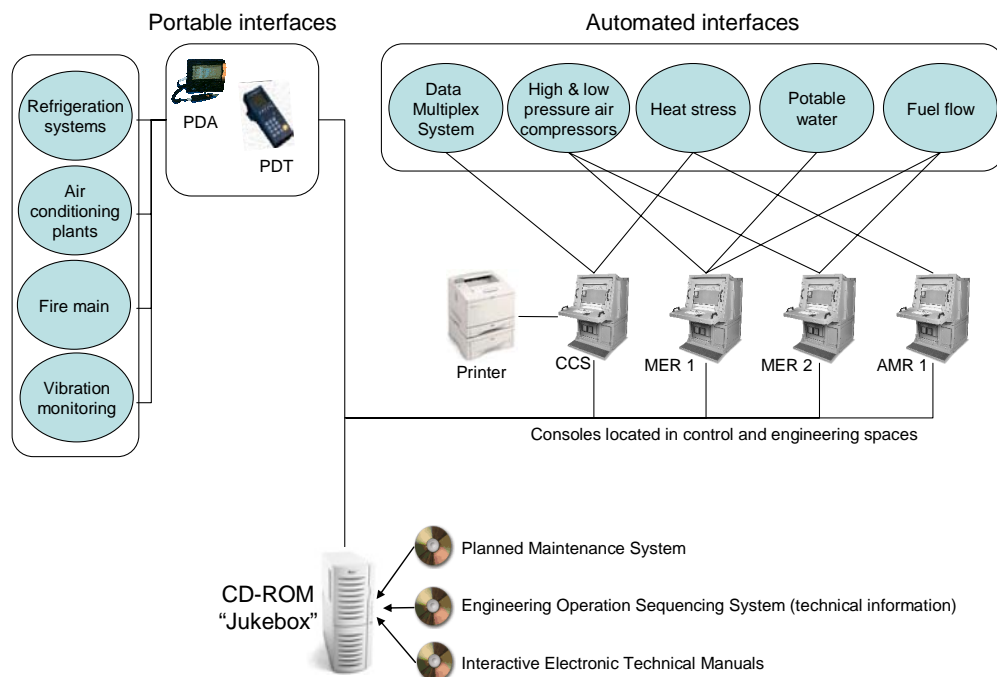 Portable interfaces
Automated interfaces
Refrigeration
systems
Air
conditioning
plants
Fire main
Vibration
monitoring
PDA
PDT
Data
Multiplex
System
High & low
pressure air
compressors
Heat stress
Potable
water
Fuel flow
Printer
CCS
MER 1
MER 2
AMR 1
Consoles located in control and engineering spaces
CD-ROM
“Jukebox”
Planned Maintenance System
Engineering Operation Sequencing System (technical information)
Interactive Electronic Technical Manuals